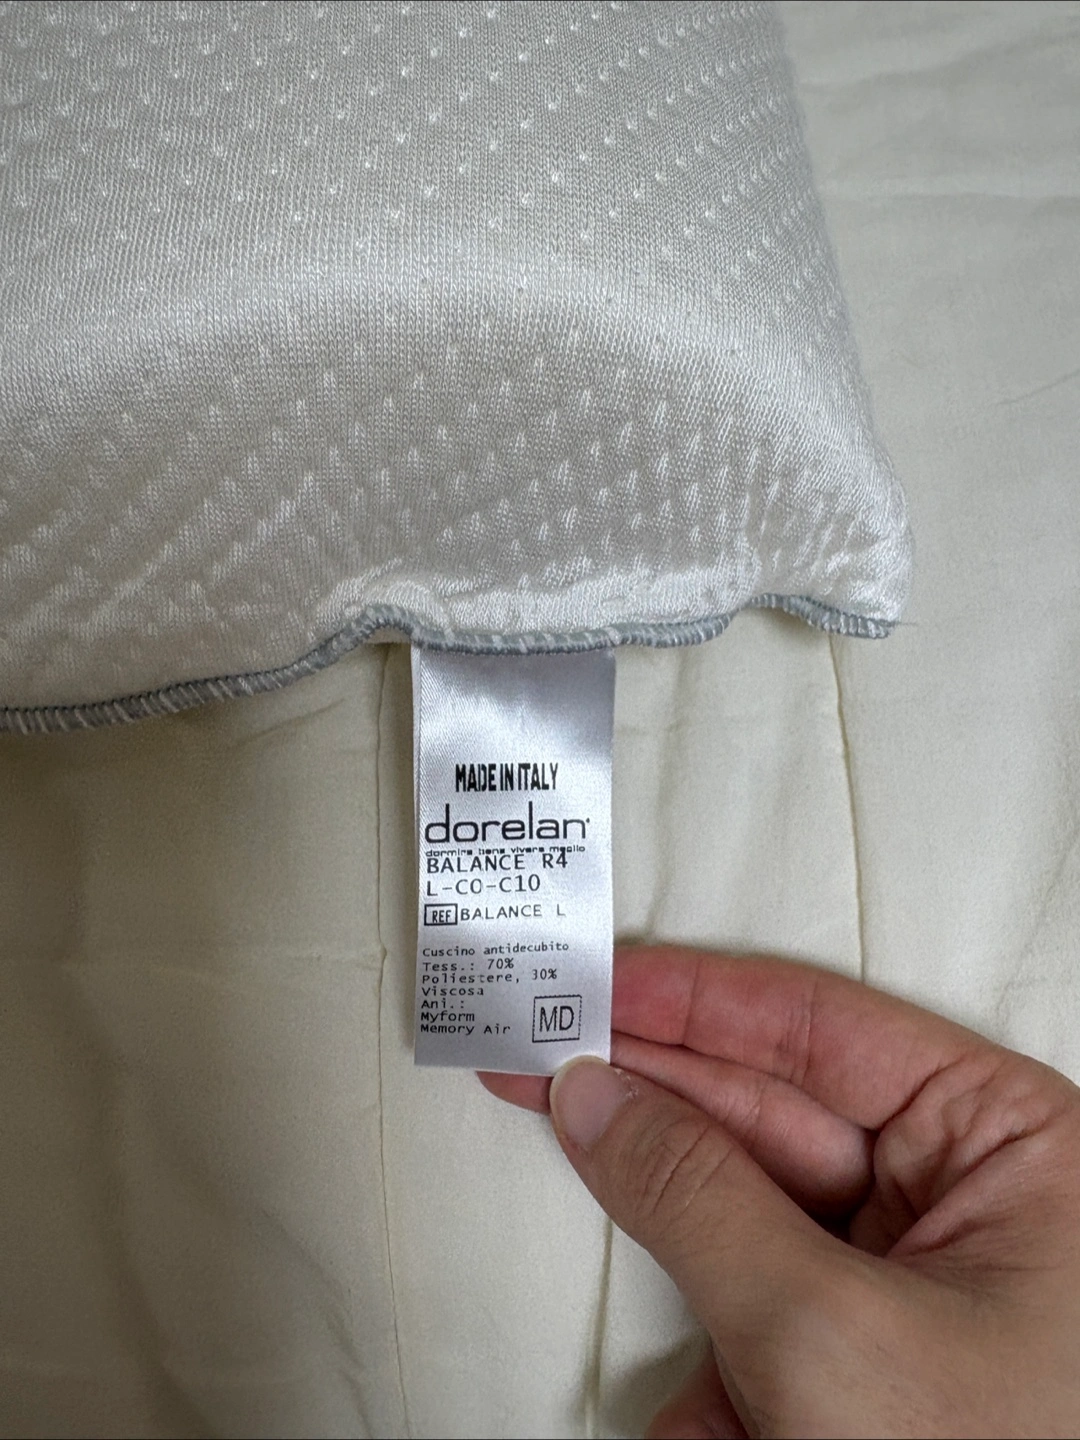 MADE IN ITALY
dorelan
dormire bene vivere meglio
BALANCE R4
L-C0-C10
REF BALANCE L
Cuscino antidecubito
Tess.: 70%
Poliestere, 30%
Viscosa
Ani.:
Myform
Memory Air
MD